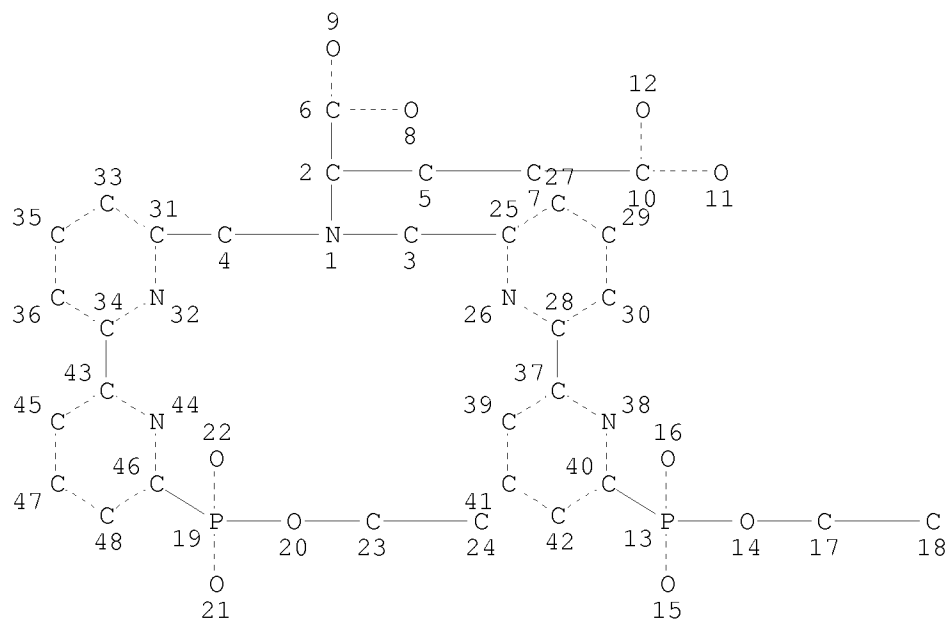 9
O
12
6 C O O
8
2 C C C C O
33 5 27 10 11
C 31 7 25 C 29
35 C C C N C C C
4 1 3
C N N C
36 34 32 26 28 30
C C
43 C 37 C
45 44 39 38
C N 22 C N 16
46 O 40 O
C C C C
47 C 41 C
48 19 P O C C 42 13 P O C C
20 23 24 14 17 18
O O
21 15